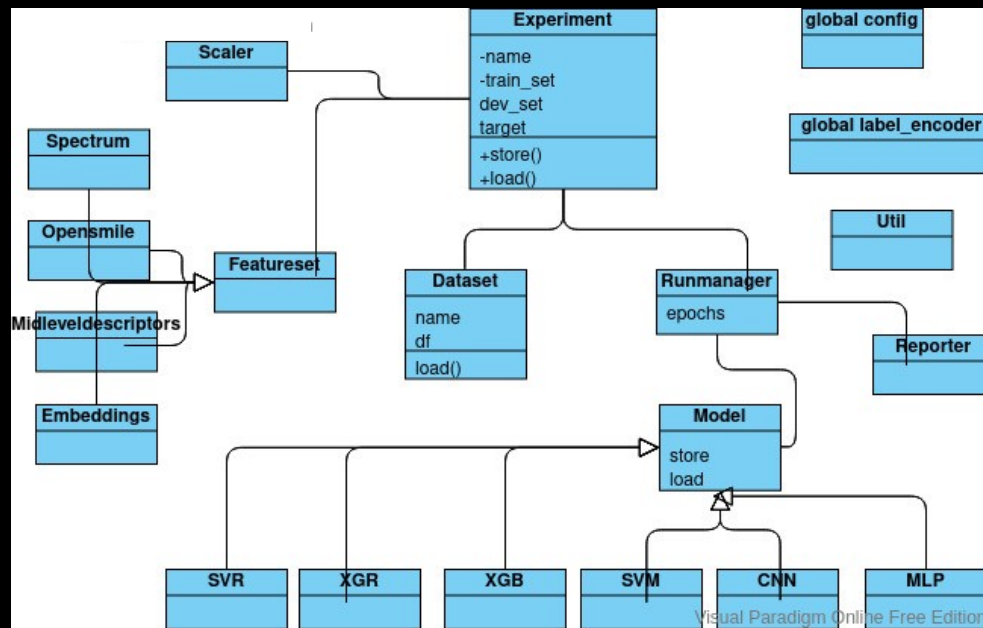 Experiment
-name
-train_set
dev_set
target
+store()
+load()
global config
Scaler
global label_encoder
Spectrum
Util
Opensmile
Featureset
Dataset
name
df
load()
Runmanager
epochs
Midleveldescriptors
Reporter
Embeddings
Model
store
load
SVR
XGR
XGB
SVM
CNN
MLP
Visual Paradigm Online Free Edition